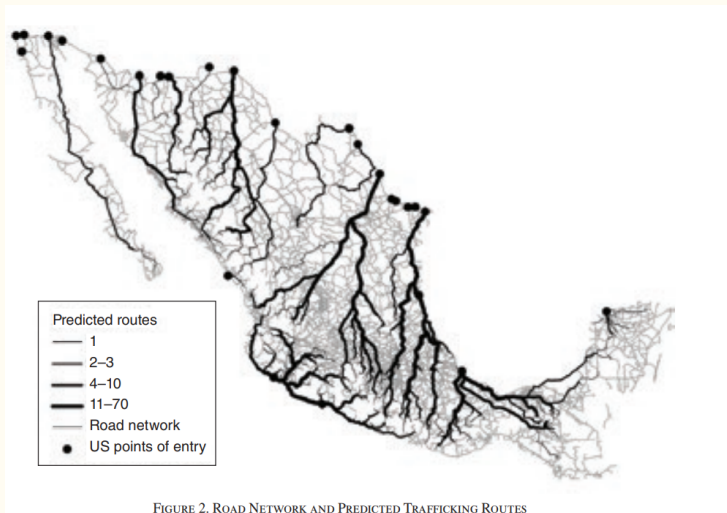 Predicted routes
1
2–3
4–10
11–70
Road network
US points of entry
FIGURE 2. ROAD NETWORK AND PREDICTED TRAFFICKING ROUTES